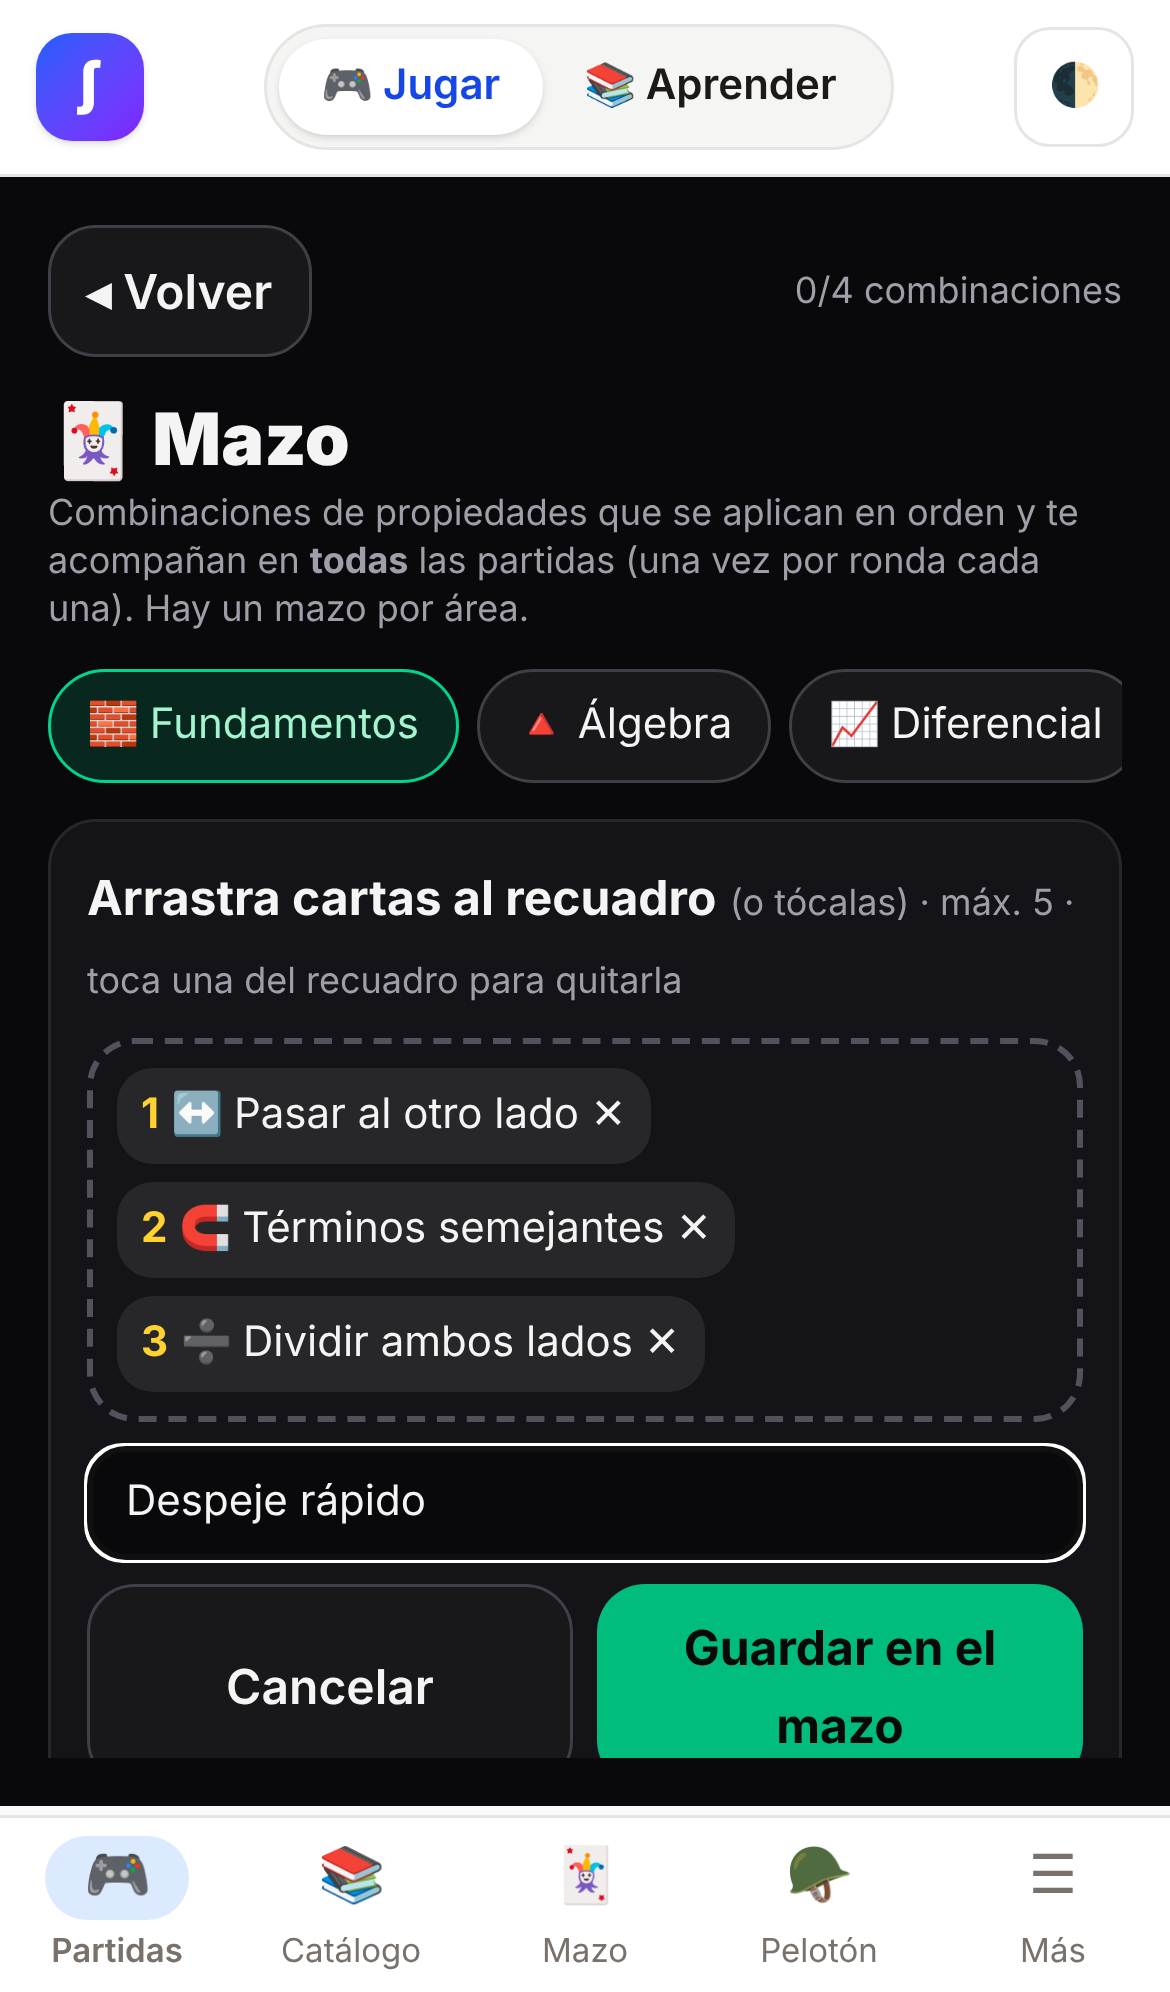 ∫
Jugar
Aprender
◀ Volver
0/4 combinaciones
Mazo
Combinaciones de propiedades que se aplican en orden y te
acompañan en todas las partidas (una vez por ronda cada
una). Hay un mazo por área.
Fundamentos
Álgebra
Diferencial
Arrastra cartas al recuadro (o tócalas) · máx. 5 ·
toca una del recuadro para quitarla
1 ↔ Pasar al otro lado ✕
2 Términos semejantes ✕
3 ➗ Dividir ambos lados ✕
Despeje rápido
Cancelar
Guardar en el
mazo
Partidas
Catálogo
Mazo
Pelotón
Más